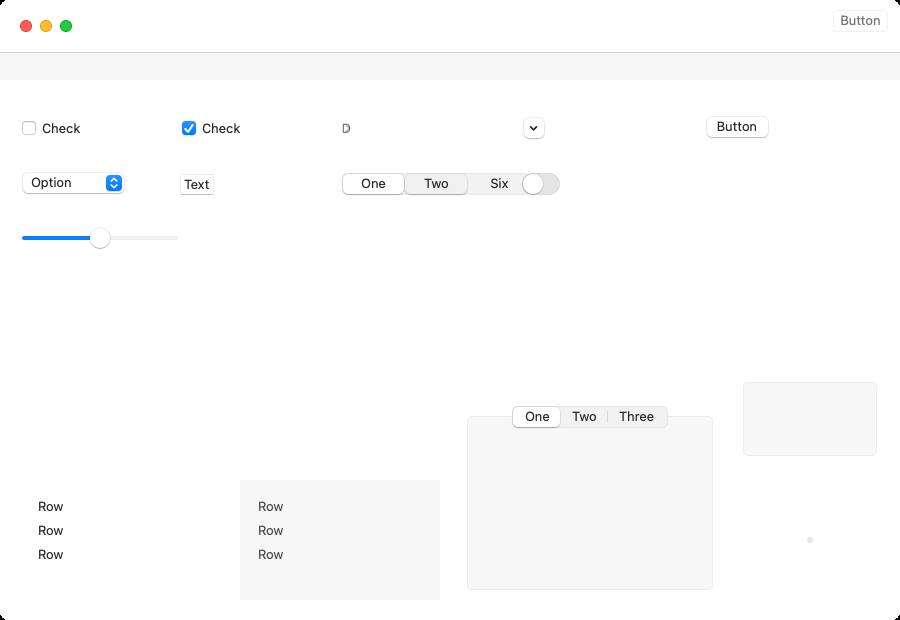 Button
Check
Check
D
Button
Option
Text
One
Two
Six
One
Two
Three
Row
Row
Row
Row
Row
Row